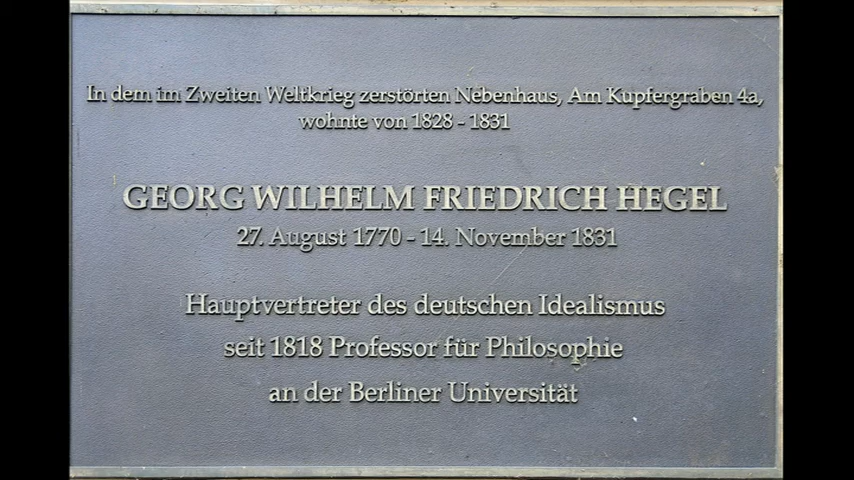 In dem im Zweiten Weltkrieg zerstörten Nebenhaus, Am Kupfergraben 4a,
wohnte von 1828 - 1831
GEORG WILHELM FRIEDRICH HEGEL
27. August 1770 - 14. November 1831
Hauptvertreter des deutschen Idealismus
seit 1818 Professor für Philosophie
an der Berliner Universität